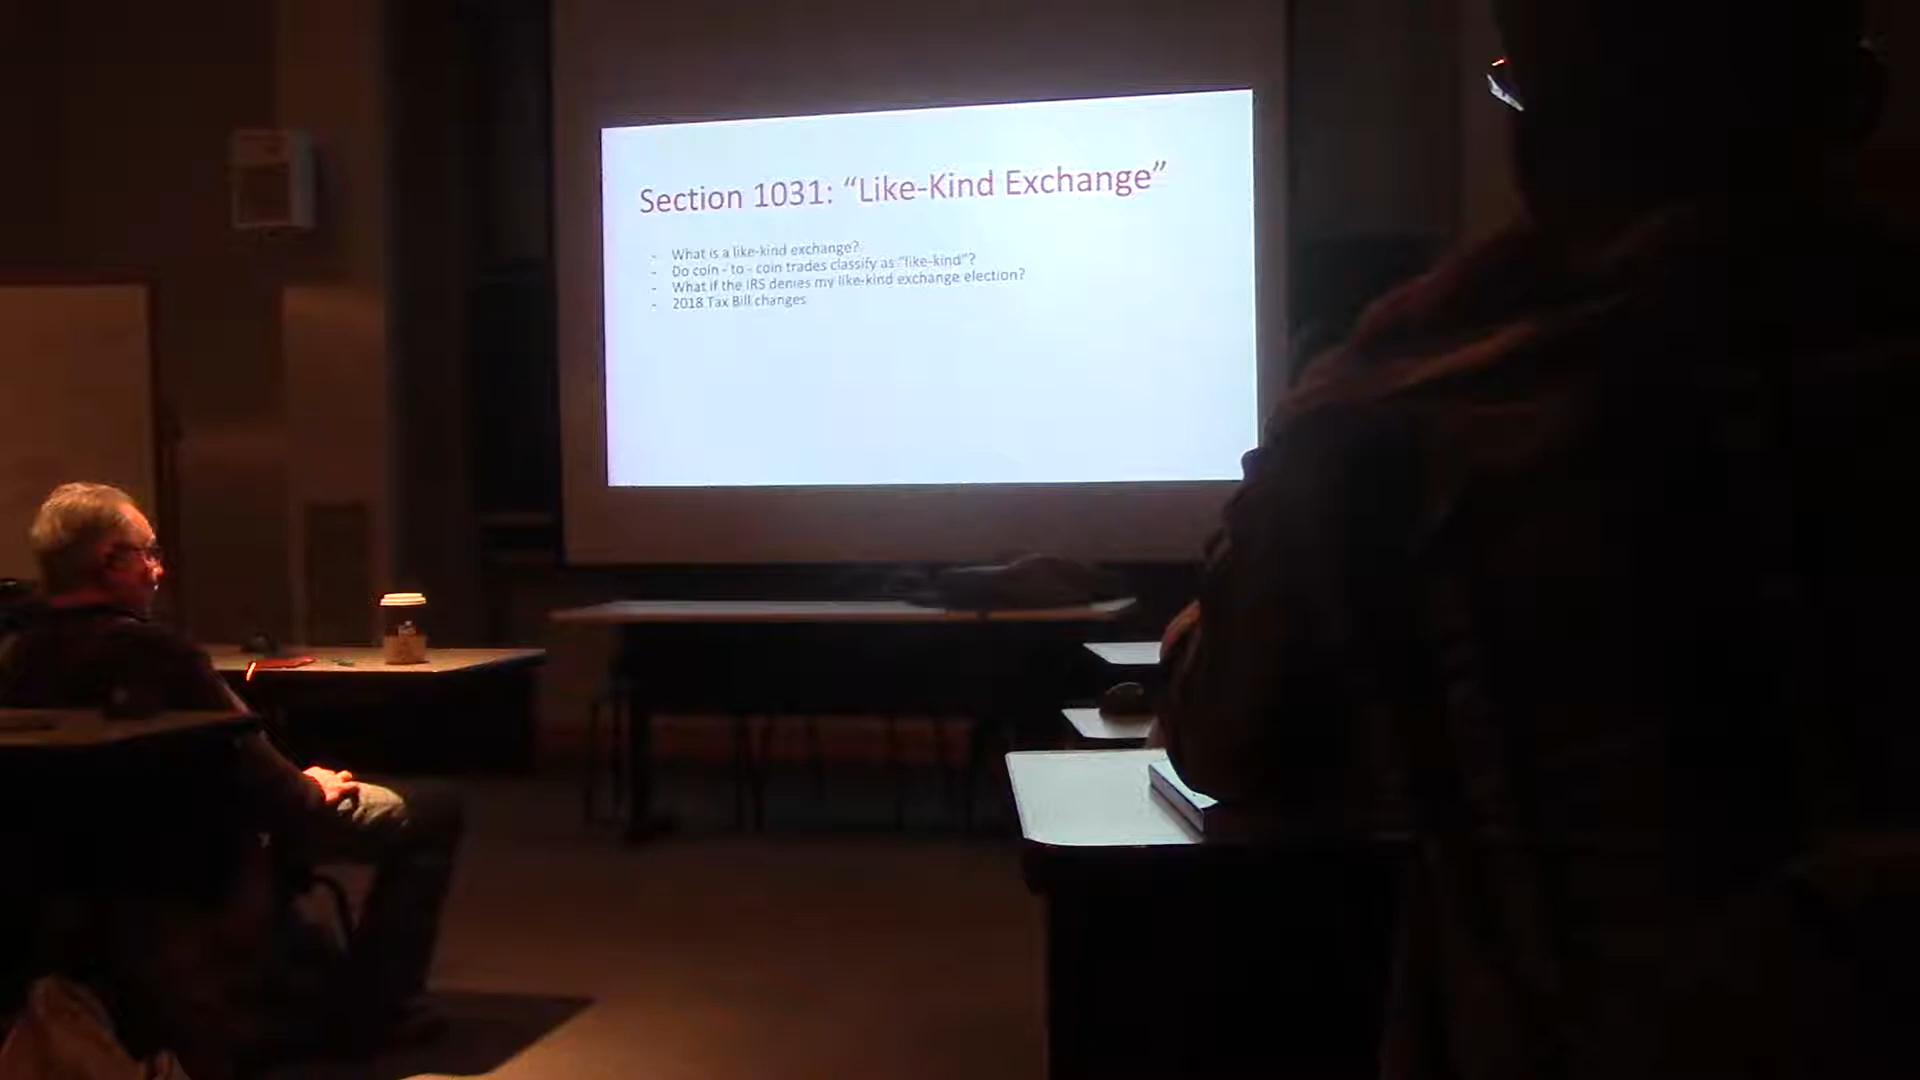 Section 1031: “Like-Kind Exchange”
- What is a like-kind exchange?
- Do coin - to - coin trades classify as “like-kind”?
- What if the IRS denies my like-kind exchange election?
- 2018 Tax Bill changes